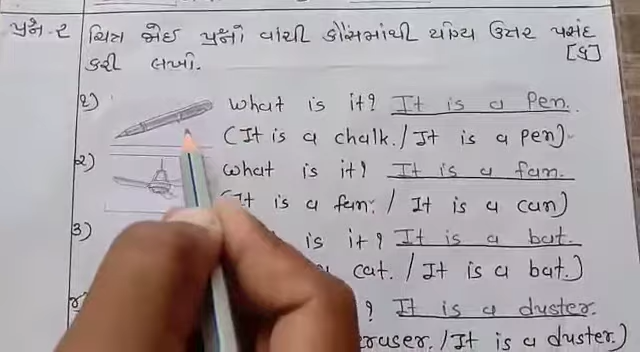 પ્રશ્ન-૨ ચિત્ર જોઈ પ્રશ્નો વાંચી કૌંસમાંથી યોગ્ય ઉત્તર પસંદ
કરી લખો. [૬]
૧) What is it? It is a Pen.
(It is a chalk. / It is a pen)
૨) What is it? It is a fan.
(It is a fan. / It is a can)
૩) is it? It is a bat.
cat. / It is a bat.)
૪) ? It is a duster.
eraser. / It is a duster.)